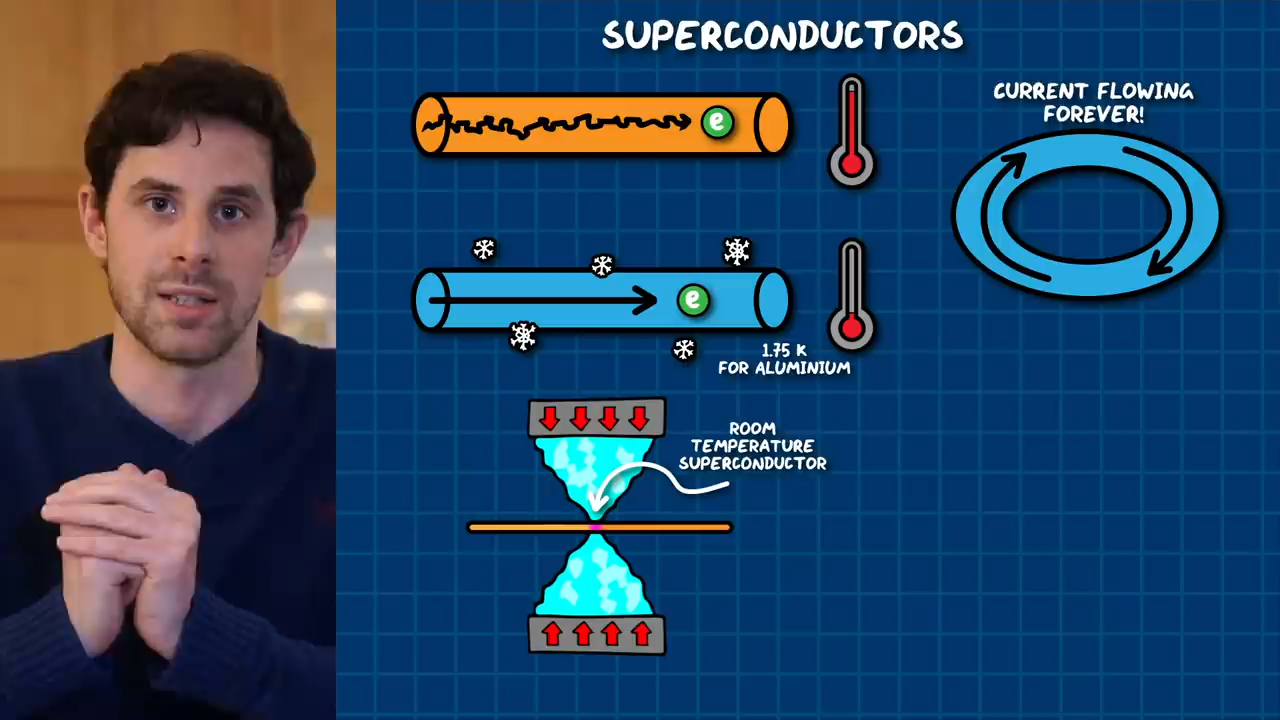 SUPERCONDUCTORS
e
CURRENT FLOWING
FOREVER!
e
1.75 K
FOR ALUMINIUM
ROOM
TEMPERATURE
SUPERCONDUCTOR